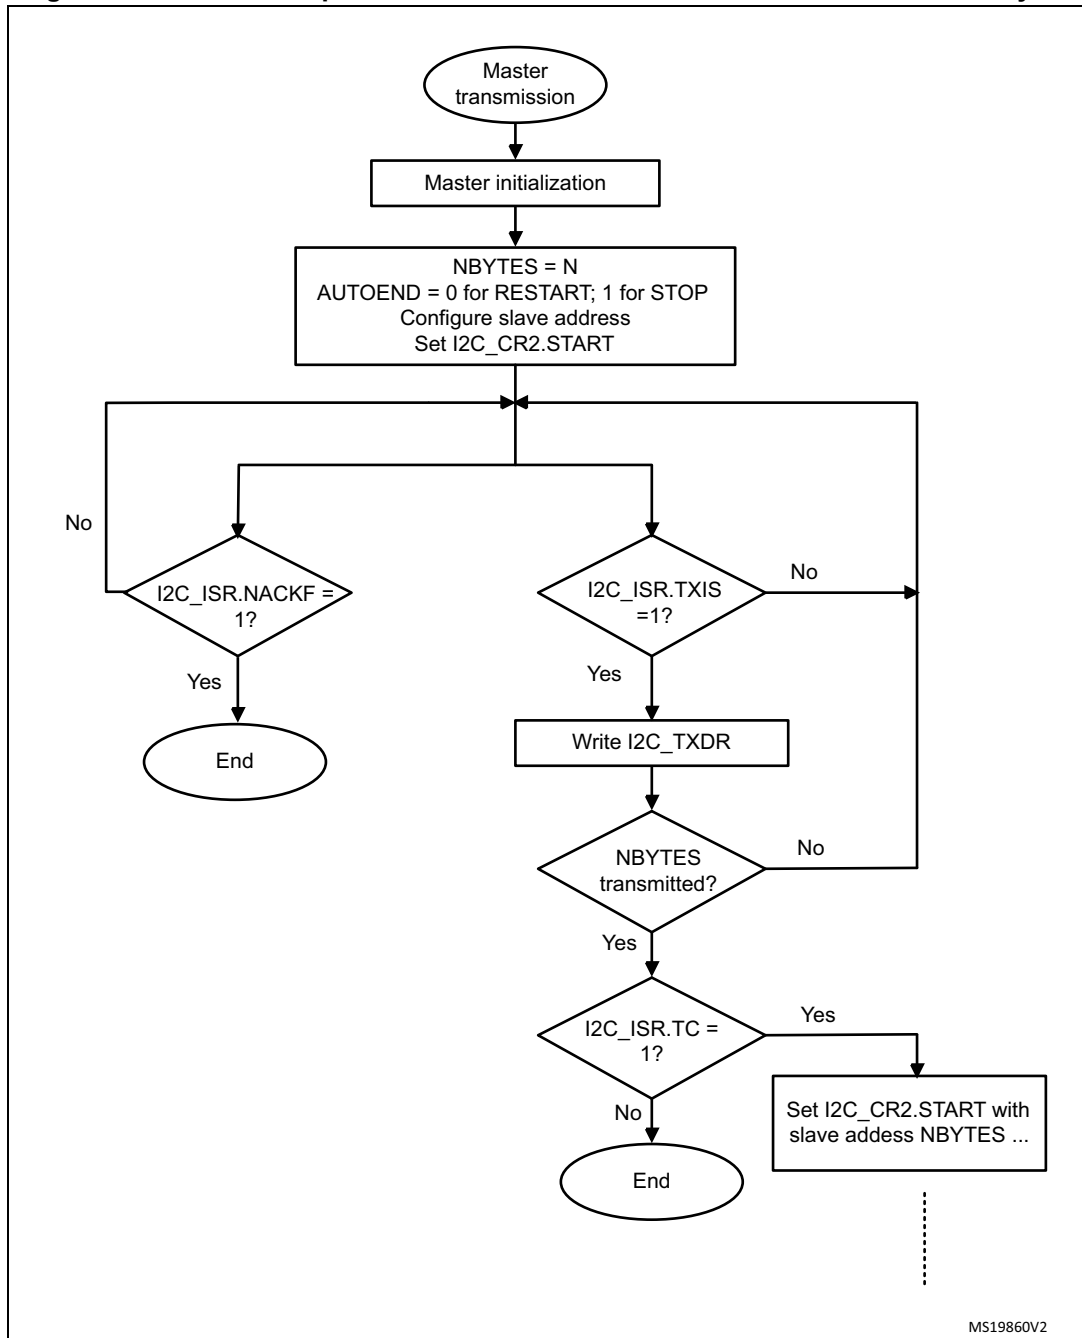 Master
transmission
Master initialization
NBYTES = N
AUTOEND = 0 for RESTART; 1 for STOP
Configure slave address
Set I2C_CR2.START
No
I2C_ISR.NACKF =
1?
Yes
End
I2C_ISR.TXIS
=1?
No
Yes
Write I2C_TXDR
NBYTES
transmitted?
No
Yes
I2C_ISR.TC =
1?
Yes
No
Set I2C_CR2.START with
slave addess NBYTES ...
End
MS19860V2